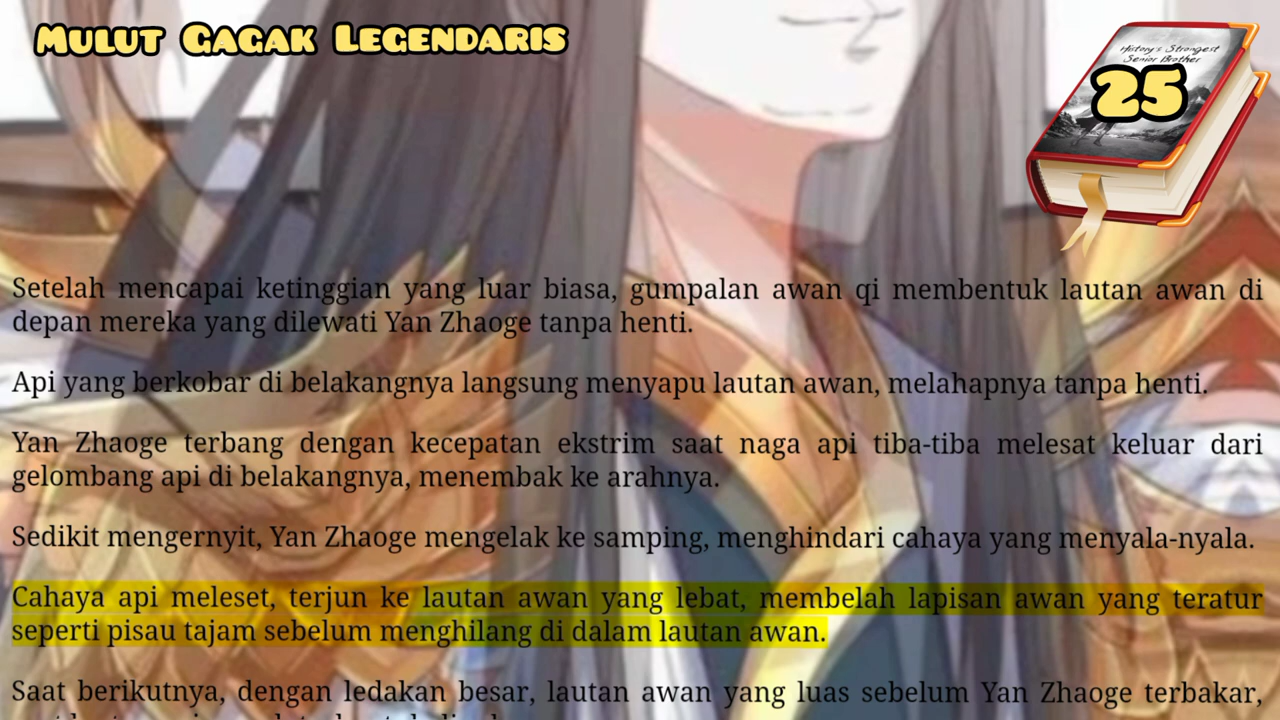 Mulut Gagak Legendaris
History's Strongest
Senior Brother
25
Setelah mencapai ketinggian yang luar biasa, gumpalan awan qi membentuk lautan awan di
depan mereka yang dilewati Yan Zhaoge tanpa henti.
Api yang berkobar di belakangnya langsung menyapu lautan awan, melahapnya tanpa henti.
Yan Zhaoge terbang dengan kecepatan ekstrim saat naga api tiba-tiba melesat keluar dari
gelombang api di belakangnya, menembak ke arahnya.
Sedikit mengernyit, Yan Zhaoge mengelak ke samping, menghindari cahaya yang menyala-nyala.
Cahaya api meleset, terjun ke lautan awan yang lebat, membelah lapisan awan yang teratur
seperti pisau tajam sebelum menghilang di dalam lautan awan.
Saat berikutnya, dengan ledakan besar, lautan awan yang luas sebelum Yan Zhaoge terbakar,